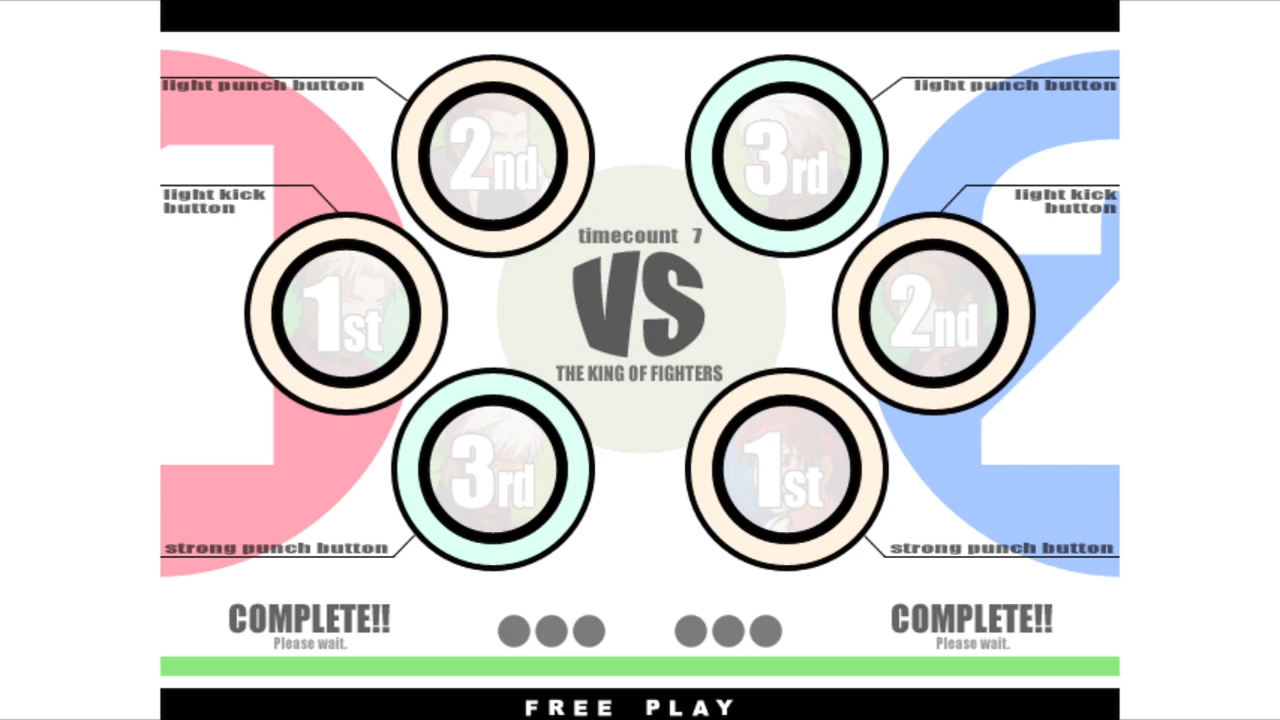 light punch button
light punch button
2nd
3rd
light kick
button
light kick
button
timecount 7
VS
1st
2nd
THE KING OF FIGHTERS
3rd
1st
strong punch button
strong punch button
COMPLETE!!
Please wait.
COMPLETE!!
Please wait.
FREE PLAY